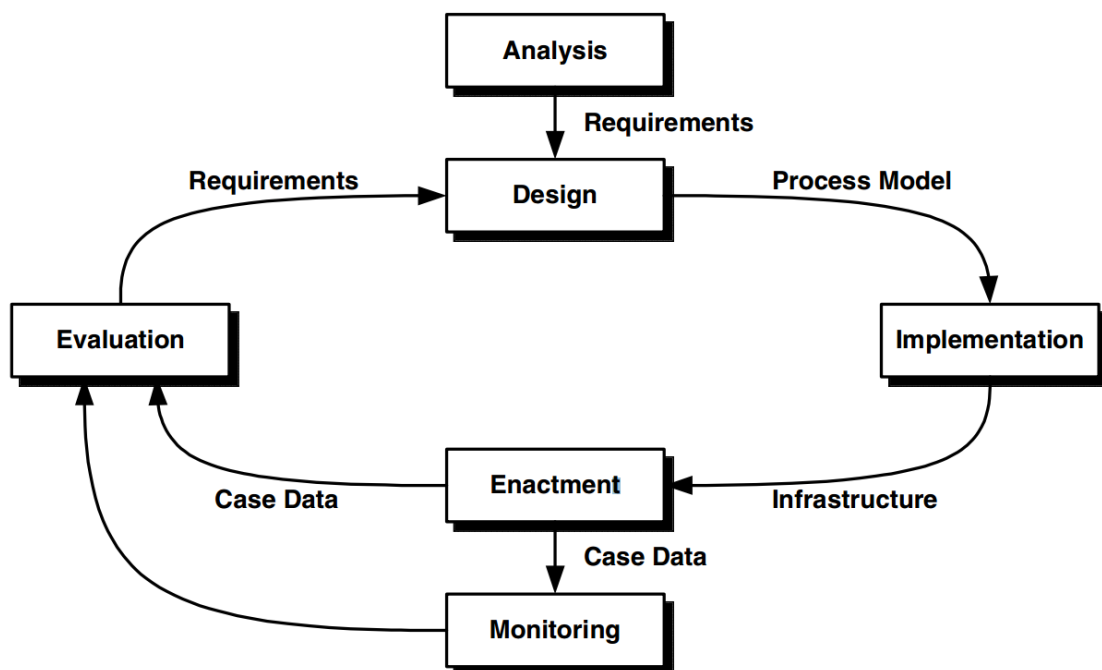 Analysis
Requirements
Requirements
Design
Process Model
Evaluation
Implementation
Case Data
Enactment
Infrastructure
Case Data
Monitoring